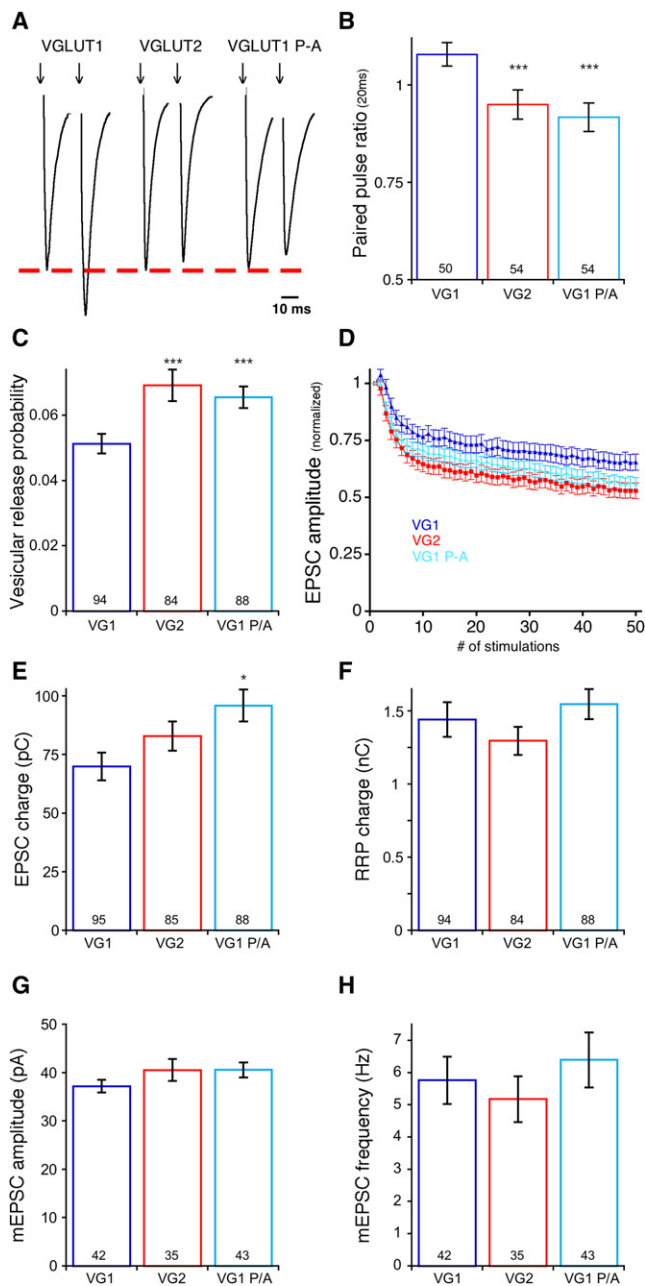 A
VGLUT1 VGLUT2 VGLUT1 P-A
10 ms
B
Paired pulse ratio (20ms)
1
0.75
0.5
*** ***
50 54 54
VG1 VG2 VG1 P/A
C
Vesicular release probability
0.06
0.04
0.02
0
*** ***
94 84 88
VG1 VG2 VG1 P/A
D
EPSC amplitude (normalized)
1
0.75
0.5
0.25
0
VG1
VG2
VG1 P-A
0 10 20 30 40 50
# of stimulations
E
EPSC charge (pC)
100
75
50
25
0
*
95 85 88
VG1 VG2 VG1 P/A
F
RRP charge (nC)
1.5
1
0.5
0
94 84 88
VG1 VG2 VG1 P/A
G
mEPSC amplitude (pA)
50
40
30
20
10
0
42 35 43
VG1 VG2 VG1 P/A
H
mEPSC frequency (Hz)
7
6
5
4
3
2
1
0
42 35 43
VG1 VG2 VG1 P/A